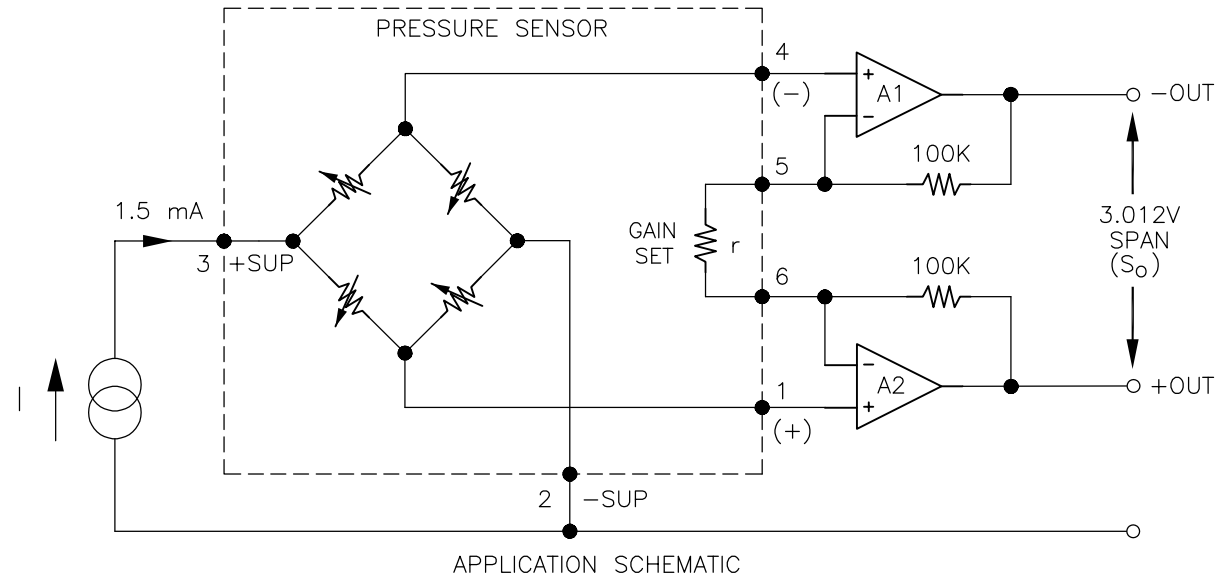 PRESSURE SENSOR
4
(−)
+
A1
−
−OUT
100K
5
1.5 mA
3 +SUP
GAIN
SET
r
3.012V
SPAN
(S₀)
6
100K
I
−
A2
+
+OUT
1
(+)
2 −SUP
APPLICATION SCHEMATIC